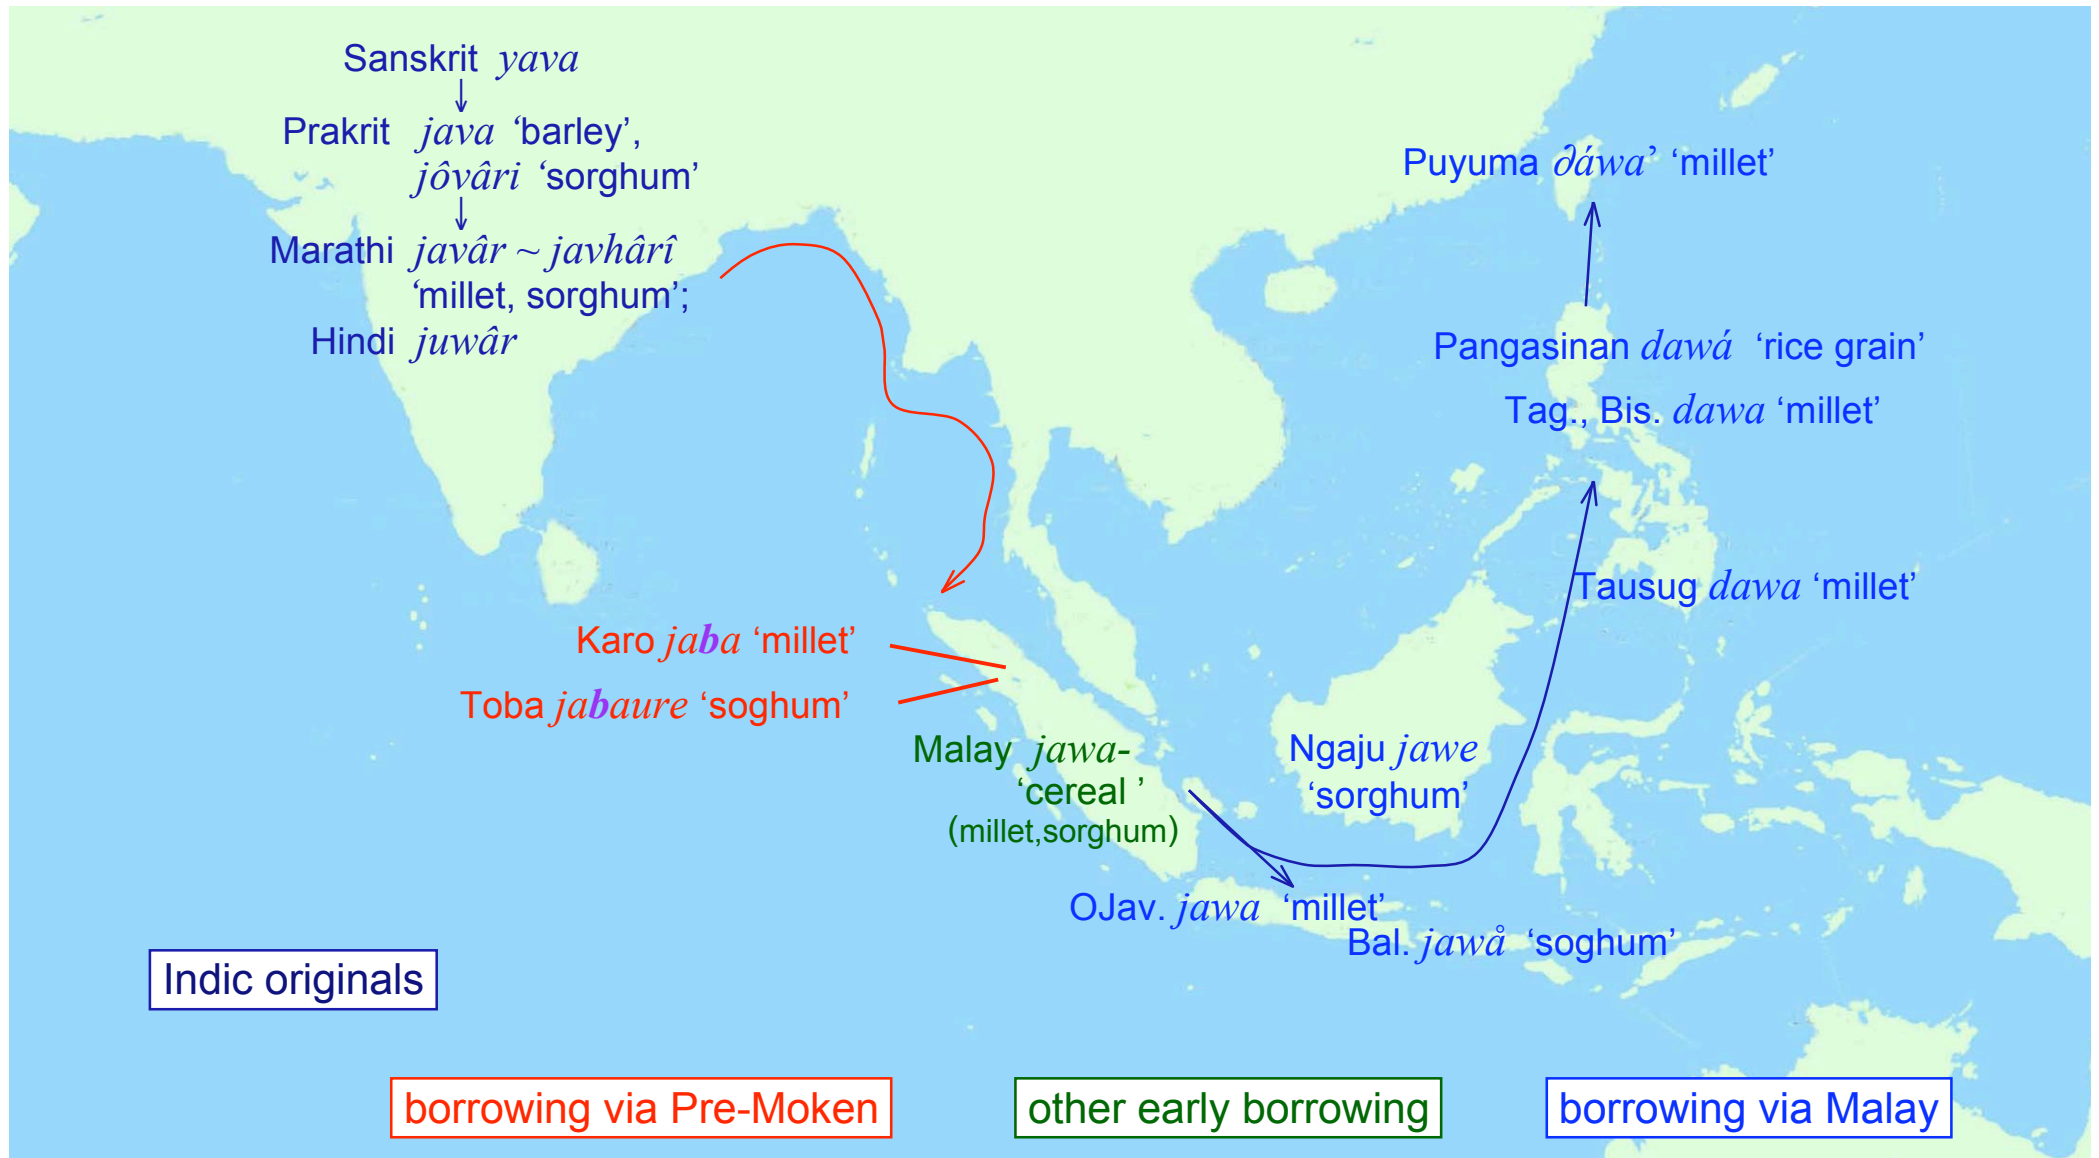 Sanskrit yava
Prakrit java ‘barley’,
jôvâri ‘sorghum’
Marathi javâr ~ javhârî
‘millet, sorghum’;
Hindi juwâr
Puyuma ∂áwa’ ‘millet’
Pangasinan dawá ‘rice grain’
Tag., Bis. dawa ‘millet’
Tausug dawa ‘millet’
Karo jaba ‘millet’
Toba jabaure ‘soghum’
Malay jawa-
‘cereal ’
(millet,sorghum)
Ngaju jawe
‘sorghum’
OJav. jawa ‘millet’
Bal. jawå ‘soghum’
Indic originals
borrowing via Pre-Moken
other early borrowing
borrowing via Malay